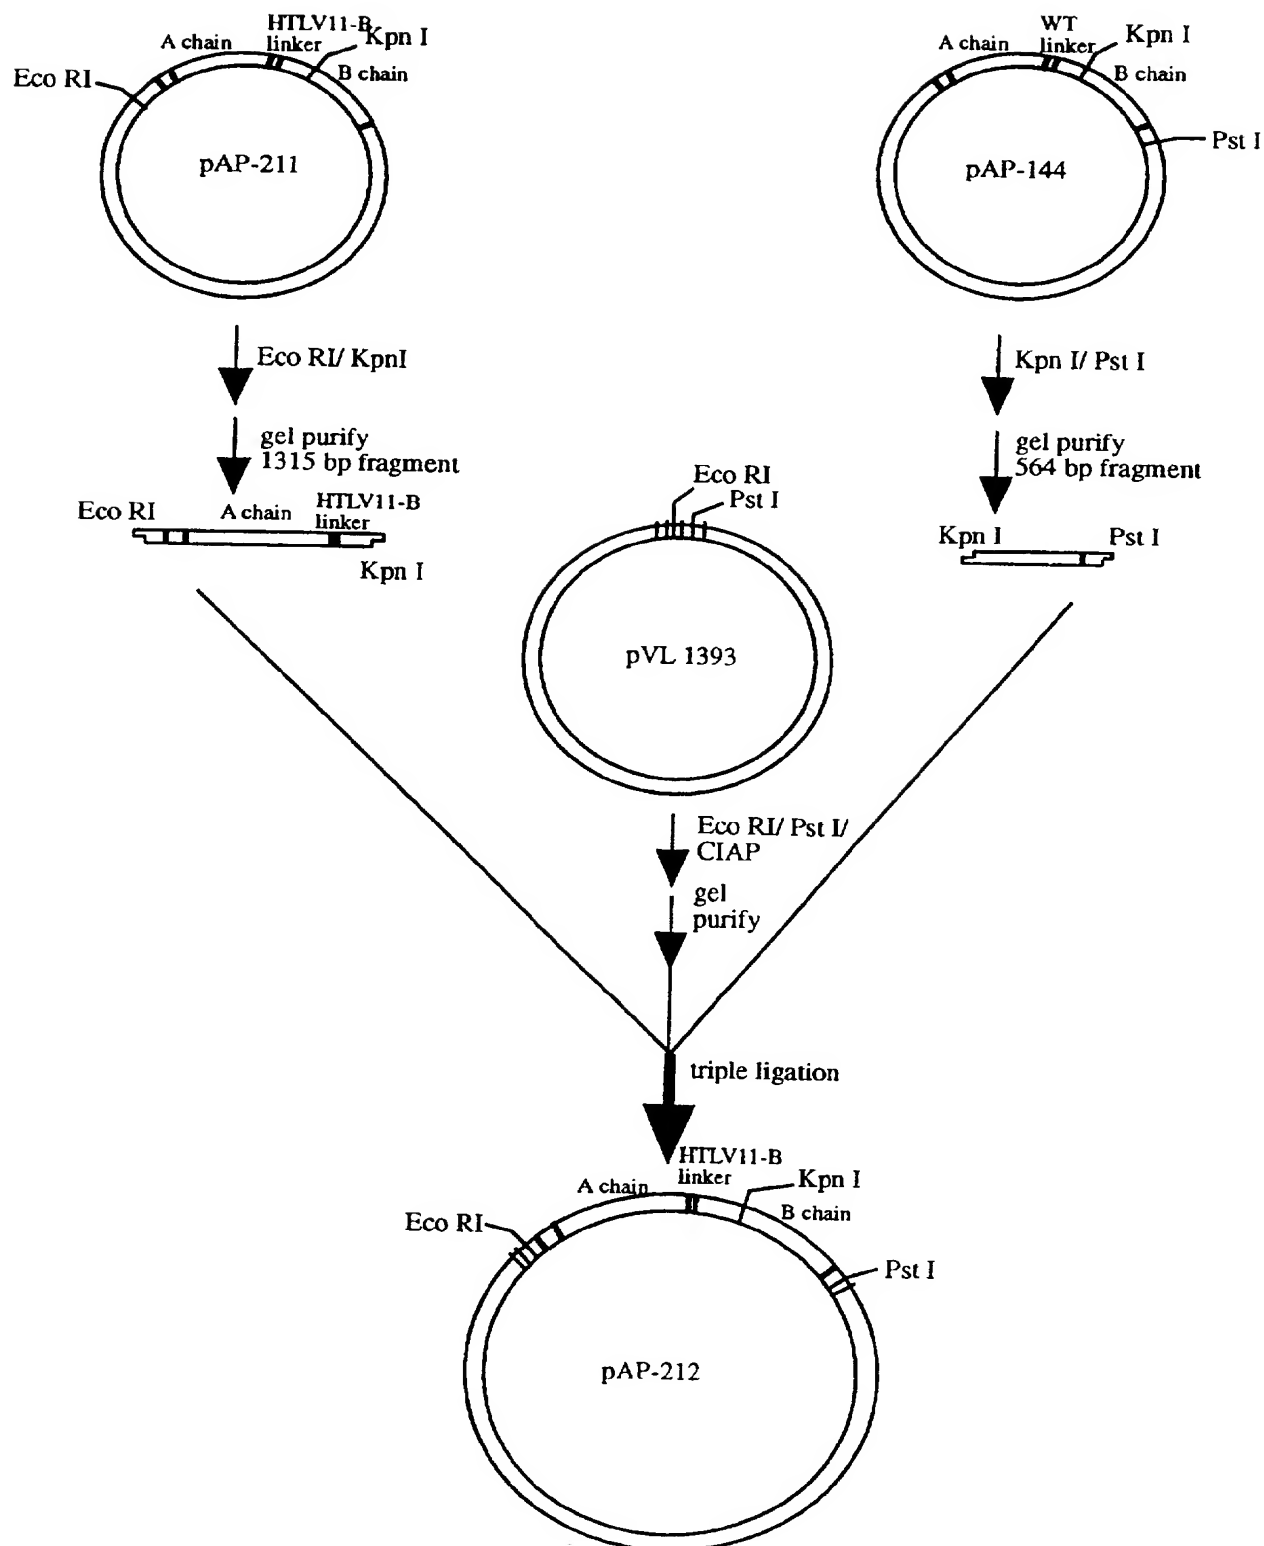 HTLV11-B
linker
A chain
Kpn I
B chain
Eco RI
pAP-211
WT
linker
A chain
Kpn I
B chain
Pst I
pAP-144
Eco RI/ KpnI
gel purify
1315 bp fragment
Kpn I/ Pst I
gel purify
564 bp fragment
Eco RI
A chain
HTLV11-B
linker
Kpn I
Kpn I
Pst I
Eco RI
Pst I
pVL 1393
Eco RI/ Pst I/
CIAP
gel
purify
triple ligation
HTLV11-B
linker
A chain
Kpn I
B chain
Eco RI
Pst I
pAP-212